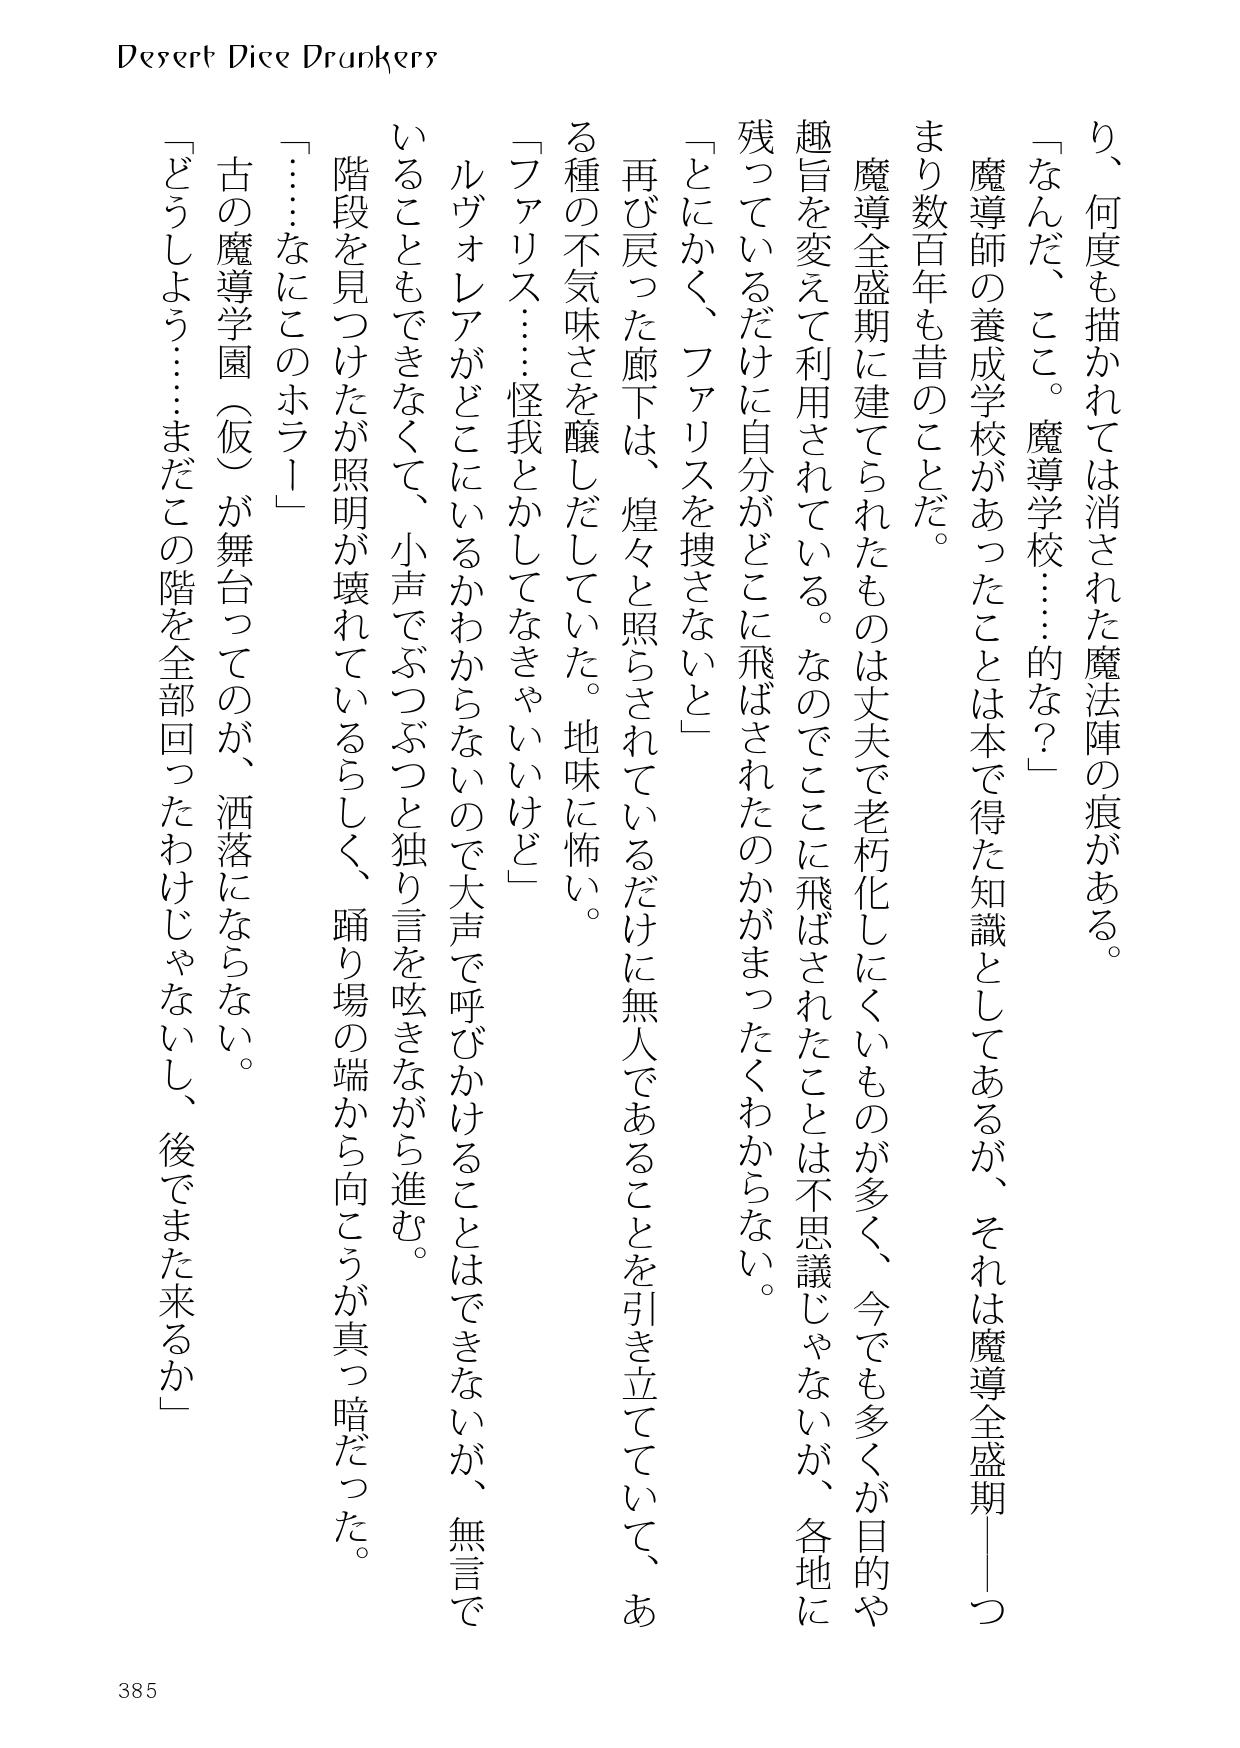 Desert Dice Drunkers
り、何度も描かれては消された魔法陣の痕がある。
「なんだ、ここ。魔導学校……的な？」
　魔導師の養成学校があったことは本で得た知識としてあるが、それは魔導全盛期――つ
まり数百年も昔のことだ。
　魔導全盛期に建てられたものは丈夫で老朽化しにくいものが多く、今でも多くが目的や
趣旨を変えて利用されている。なのでここに飛ばされたことは不思議じゃないが、各地に
残っているだけに自分がどこに飛ばされたのかがまったくわからない。
「とにかく、ファリスを捜さないと」
　再び戻った廊下は、煌々と照らされているだけに無人であることを引き立てていて、あ
る種の不気味さを醸しだしていた。地味に怖い。
「ファリス……怪我とかしてなきゃいいけど」
　ルヴォレアがどこにいるかわからないので大声で呼びかけることはできないが、無言で
いることもできなくて、小声でぶつぶつと独り言を呟きながら進む。
　階段を見つけたが照明が壊れているらしく、踊り場の端から向こうが真っ暗だった。
「……なにこのホラー」
　古の魔導学園（仮）が舞台ってのが、洒落にならない。
「どうしよう……まだこの階を全部回ったわけじゃないし、後でまた来るか」
385